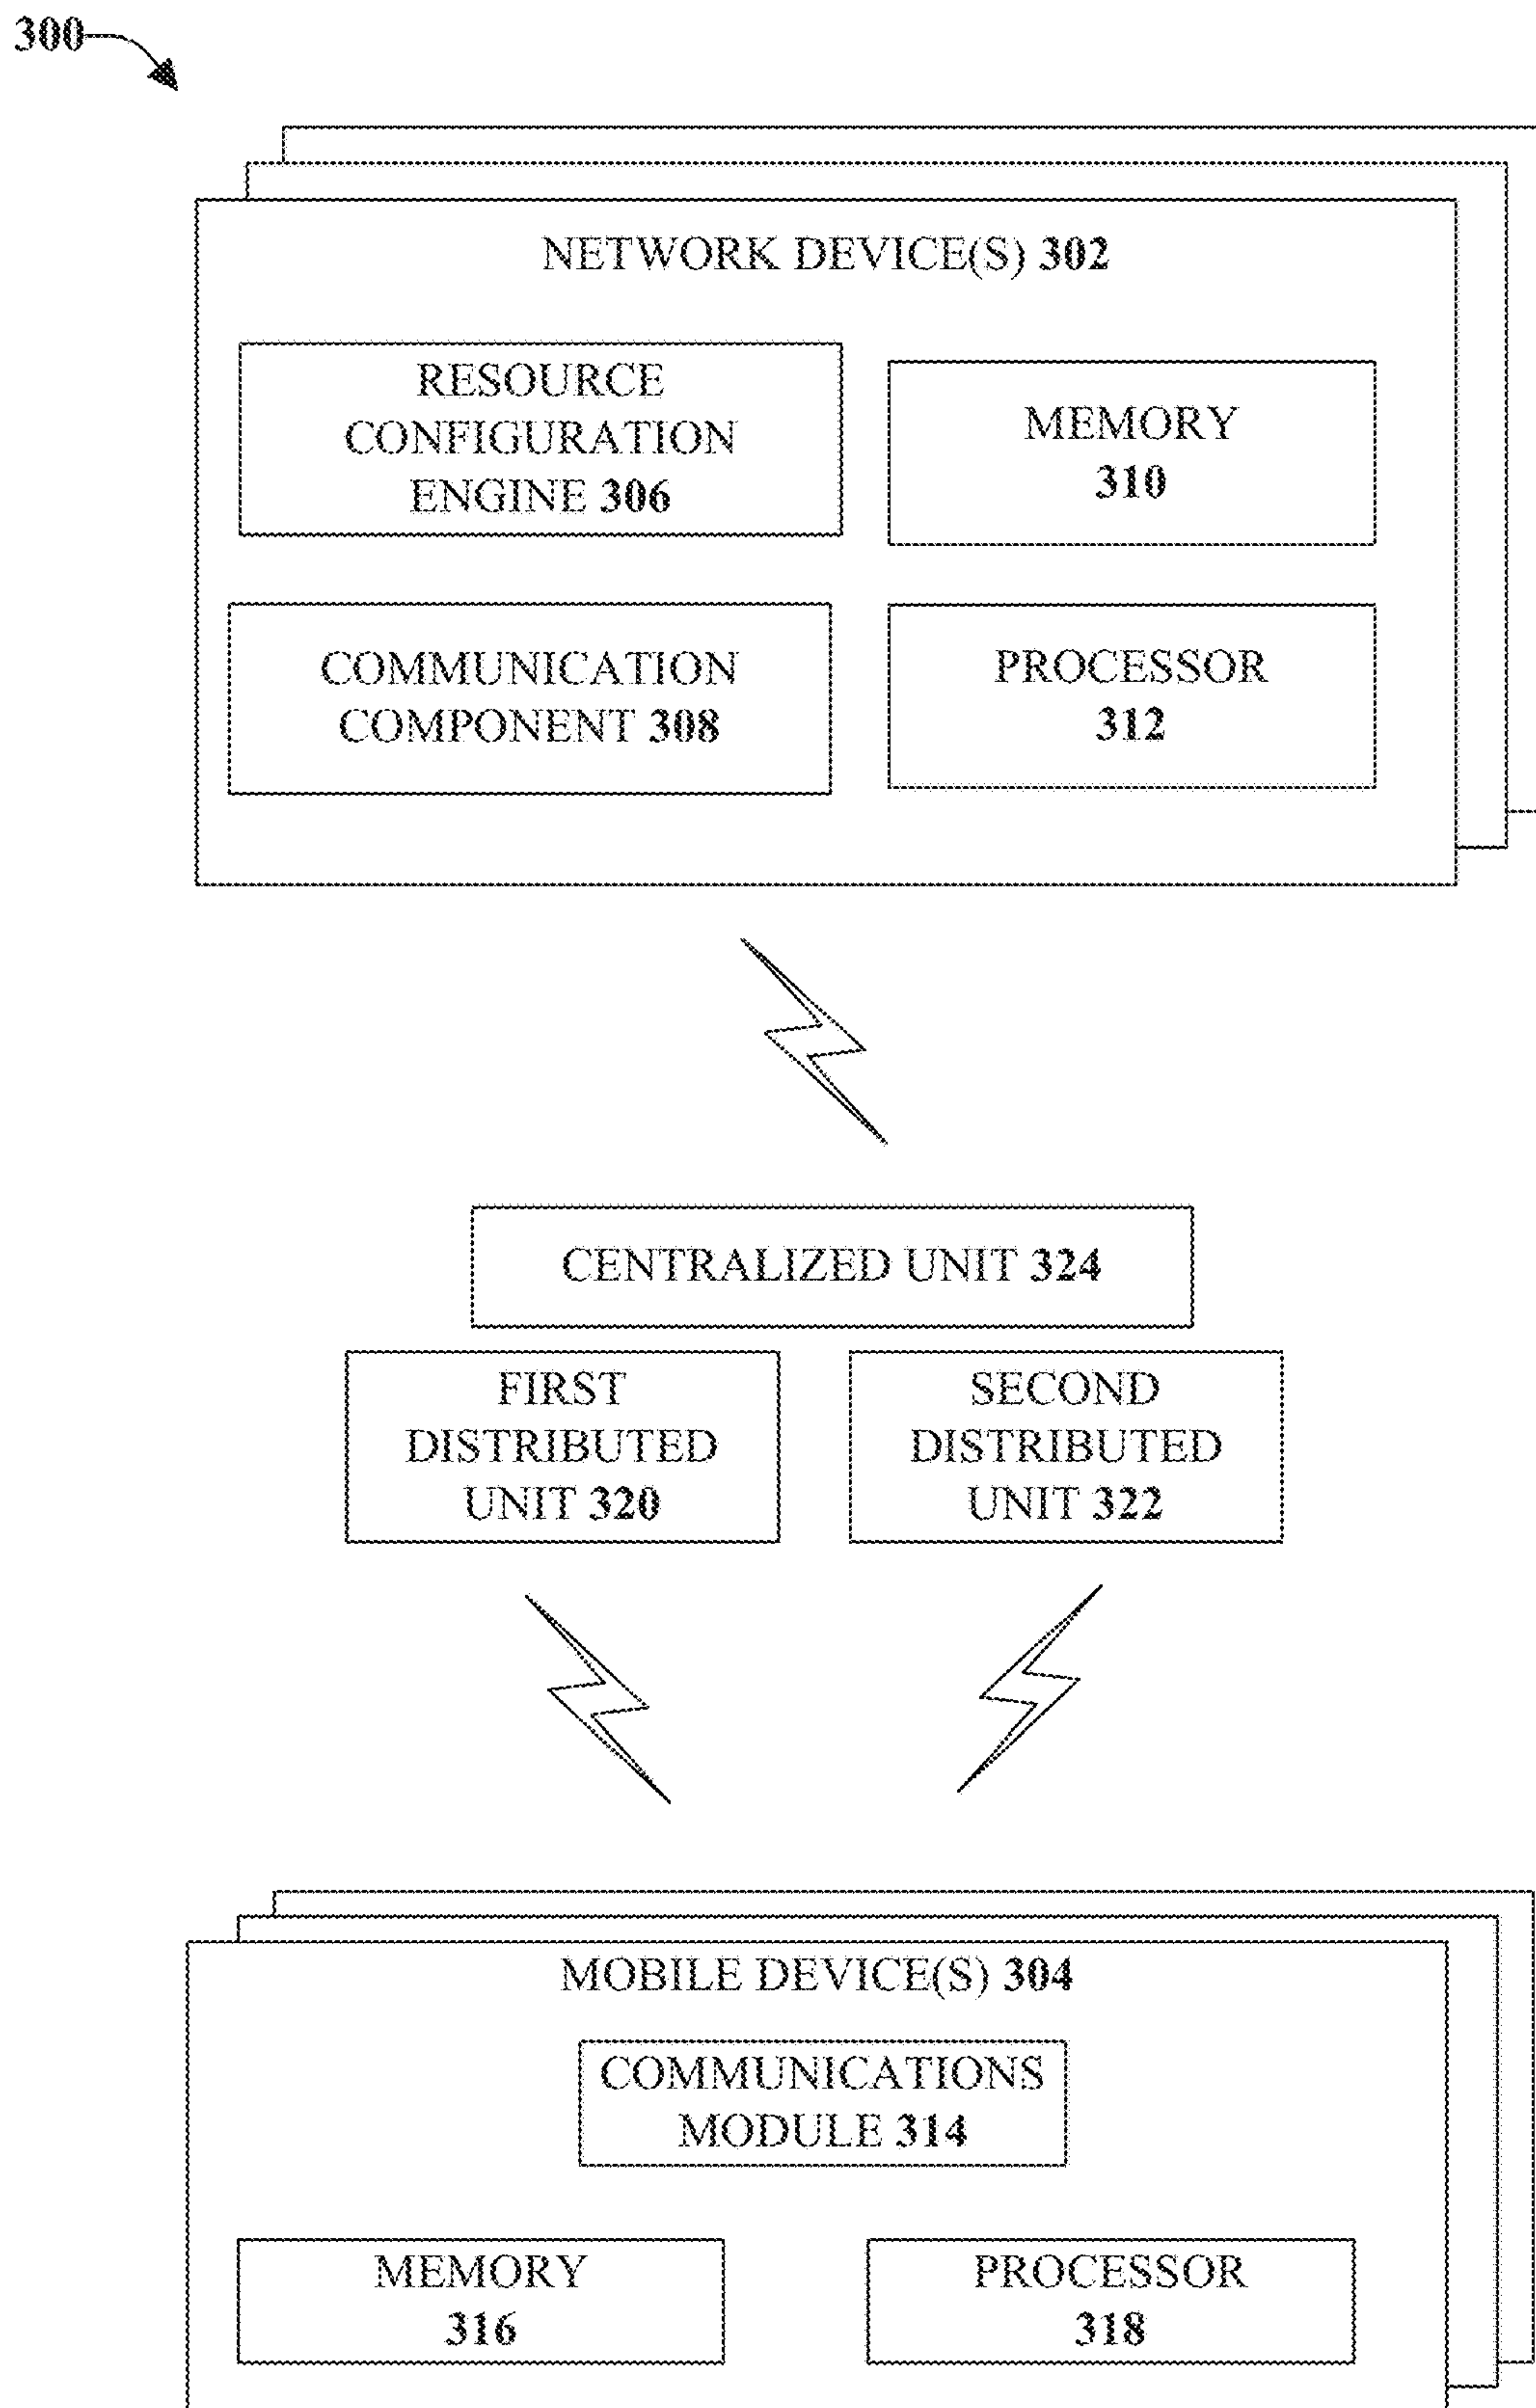 300
NETWORK DEVICE(S) 302
RESOURCE
CONFIGURATION
ENGINE 306
MEMORY
310
COMMUNICATION
COMPONENT 308
PROCESSOR
312
CENTRALIZED UNIT 324
FIRST
DISTRIBUTED
UNIT 320
SECOND
DISTRIBUTED
UNIT 322
MOBILE DEVICE(S) 304
COMMUNICATIONS
MODULE 314
MEMORY
316
PROCESSOR
318